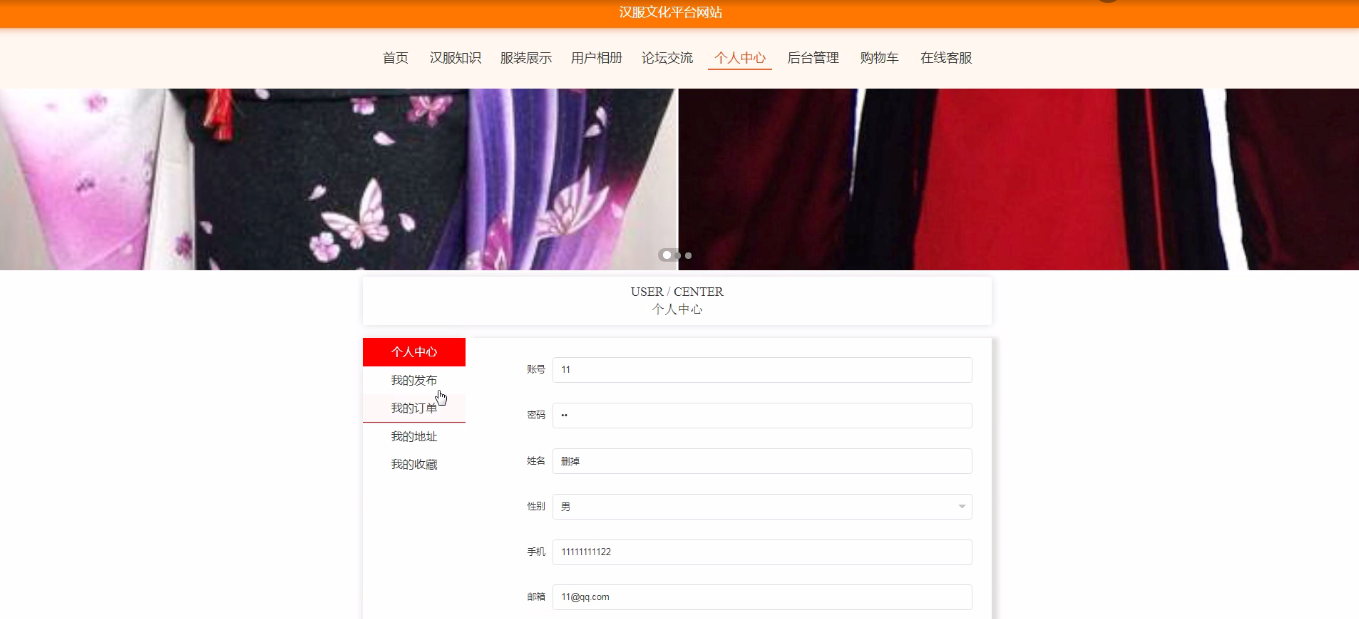 汉服文化平台网站
首页 汉服知识 服装展示 用户相册 论坛交流 个人中心 后台管理 购物车 在线客服
USER / CENTER
个人中心
个人中心
我的发布
我的订单
我的地址
我的收藏
账号 11
密码 ••
姓名 删掉
性别 男
手机 11111111122
邮箱 11@qq.com